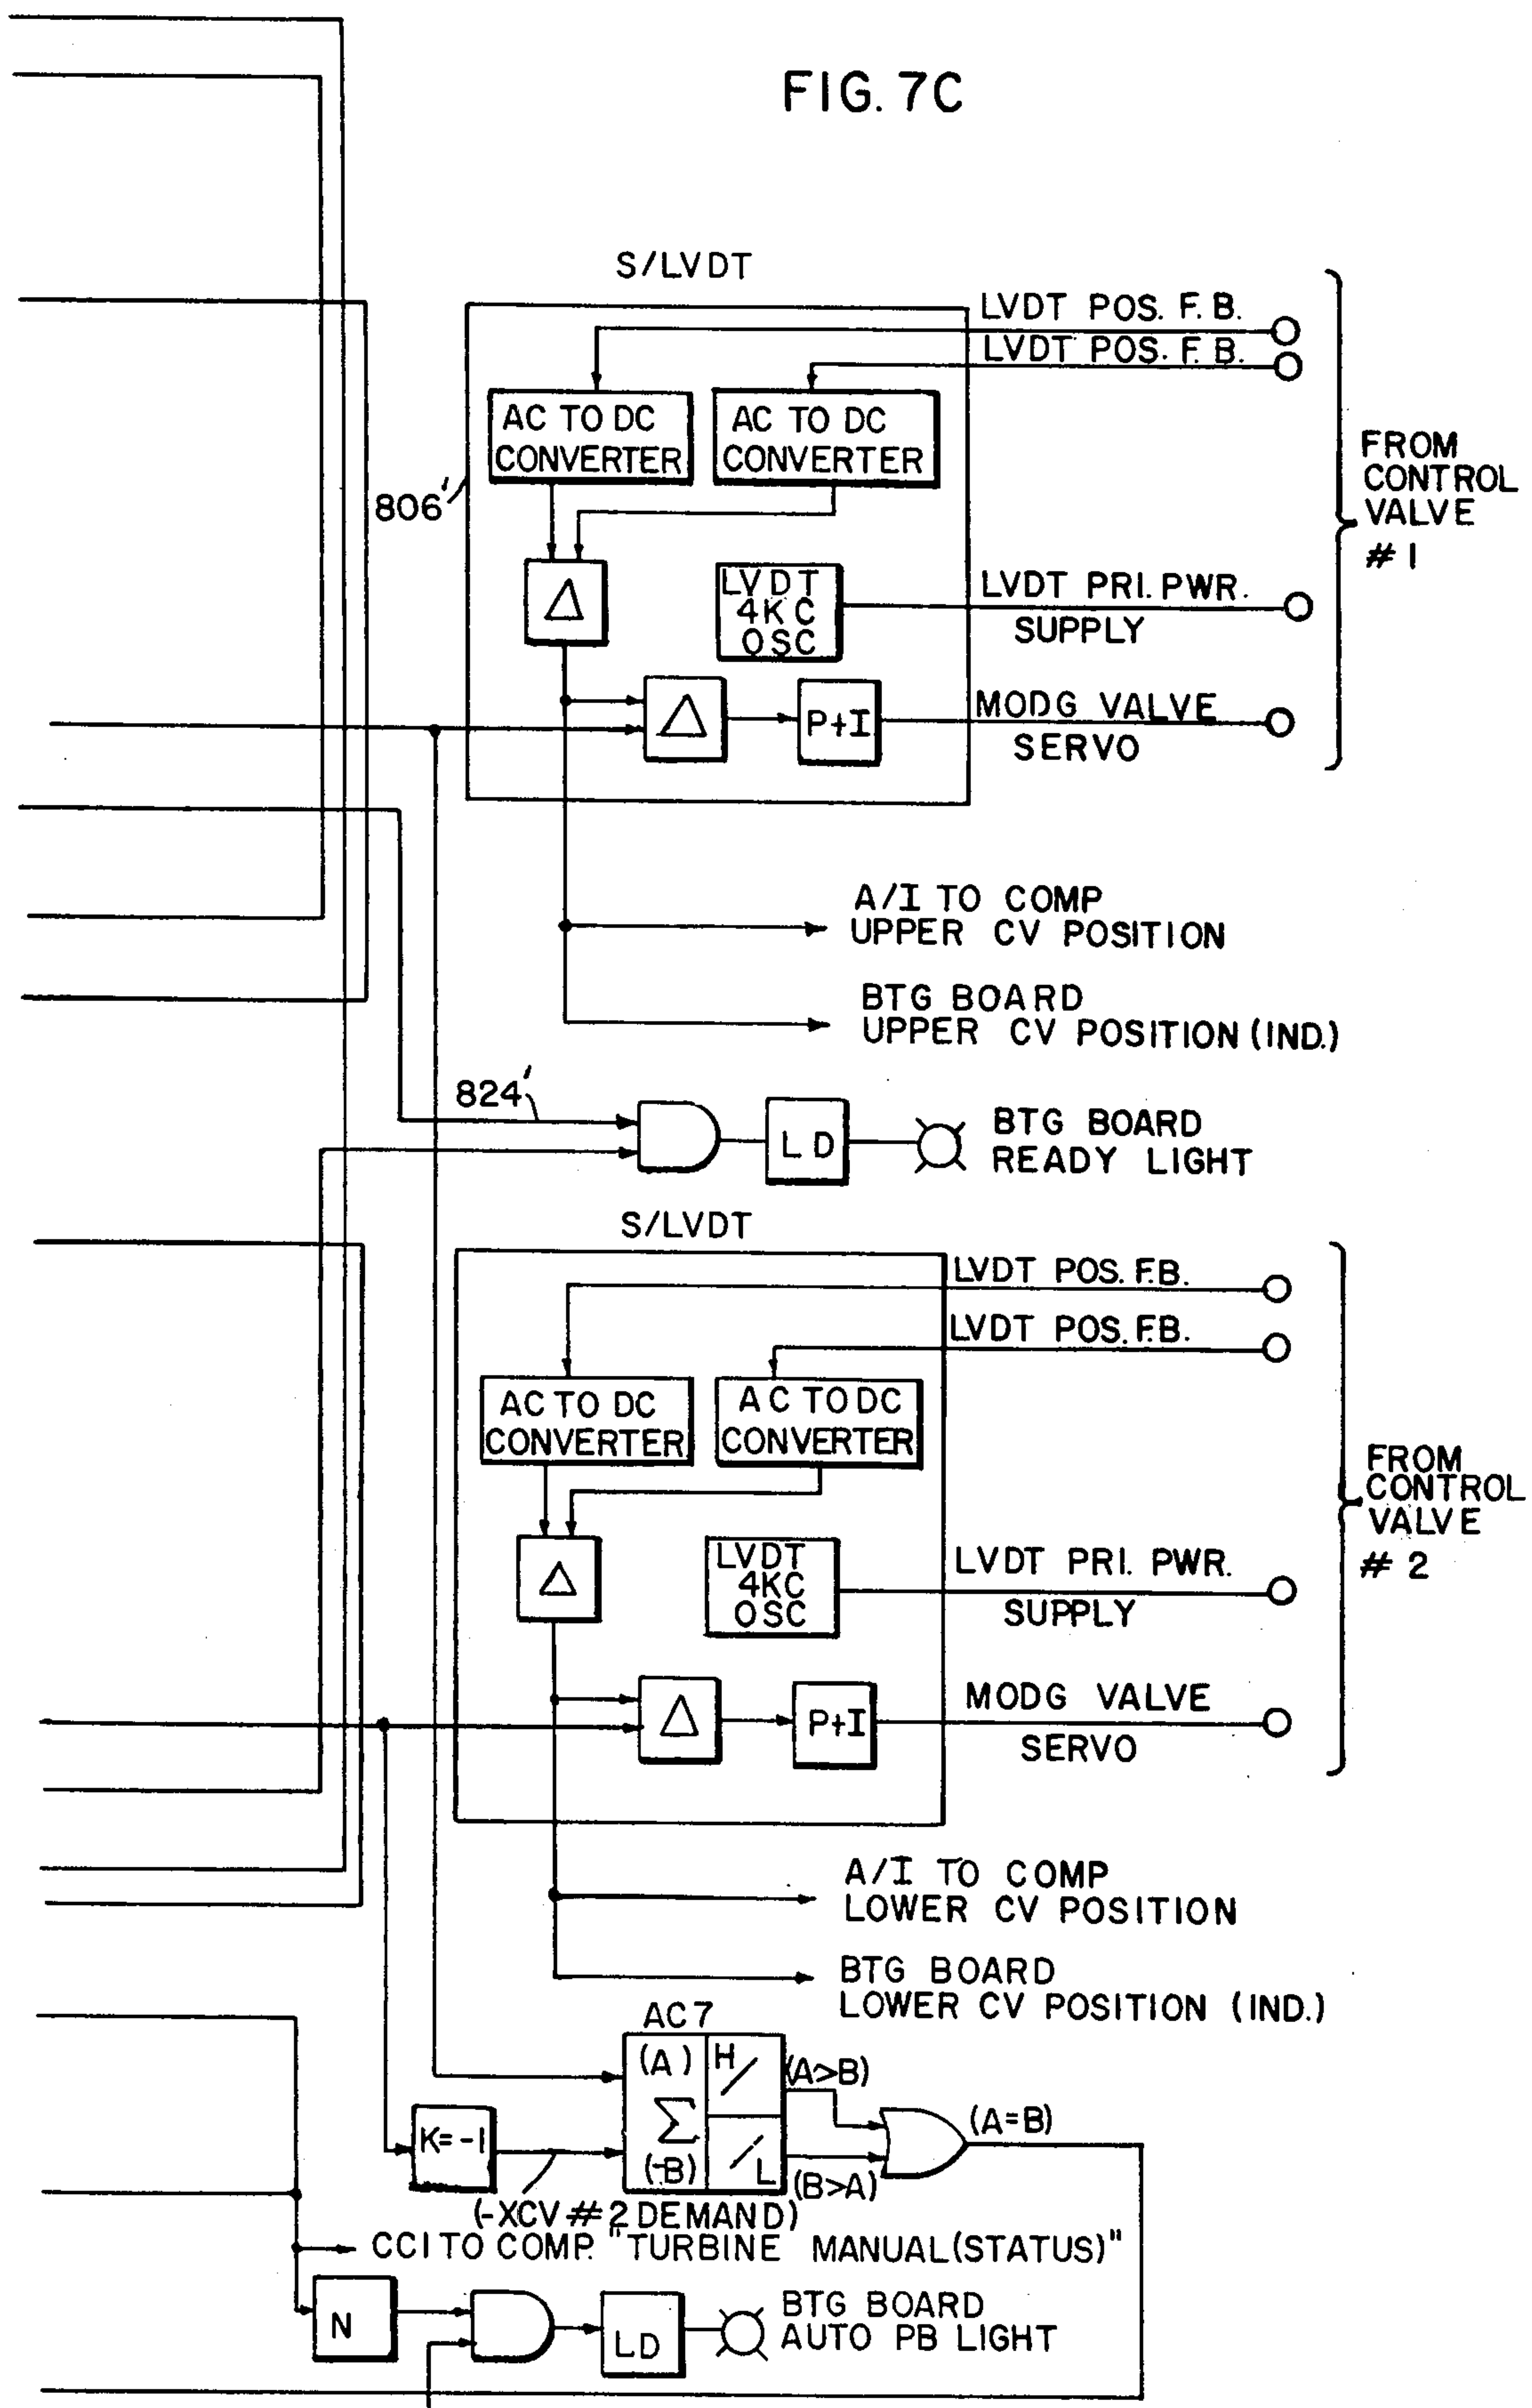 FIG. 7C
S/LVDT
LVDT POS. F.B.
LVDT POS. F.B.
AC TO DC
CONVERTER
AC TO DC
CONVERTER
806'
FROM
CONTROL
VALVE
# 1
Δ
LVDT
4KC
OSC
LVDT PRI. PWR.
SUPPLY
Δ
P+I
MODG VALVE
SERVO
A/I TO COMP
UPPER CV POSITION
BTG BOARD
UPPER CV POSITION (IND.)
824'
LD
BTG BOARD
READY LIGHT
S/LVDT
LVDT POS. F.B.
LVDT POS. F.B.
AC TO DC
CONVERTER
AC TO DC
CONVERTER
FROM
CONTROL
VALVE
# 2
Δ
LVDT
4KC
OSC
LVDT PRI. PWR.
SUPPLY
Δ
P+I
MODG VALVE
SERVO
A/I TO COMP
LOWER CV POSITION
BTG BOARD
LOWER CV POSITION (IND.)
AC7
(A)
H/
(A>B)
Σ
(A=B)
K=-1
(-B)
/L
(B>A)
(-XCV #2 DEMAND)
CCI TO COMP. "TURBINE MANUAL (STATUS)"
N
LD
BTG BOARD
AUTO PB LIGHT